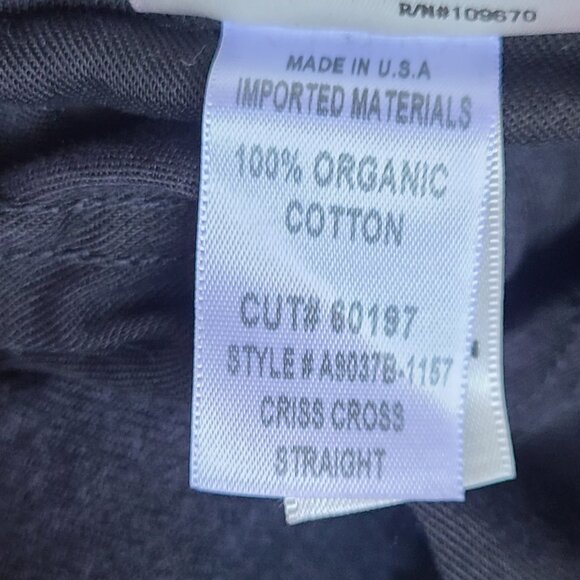 R/N#109670
MADE IN U.S.A
IMPORTED MATERIALS
100% ORGANIC
COTTON
CUT# 60197
STYLE # A9037B-1157
CRISS CROSS
STRAIGHT